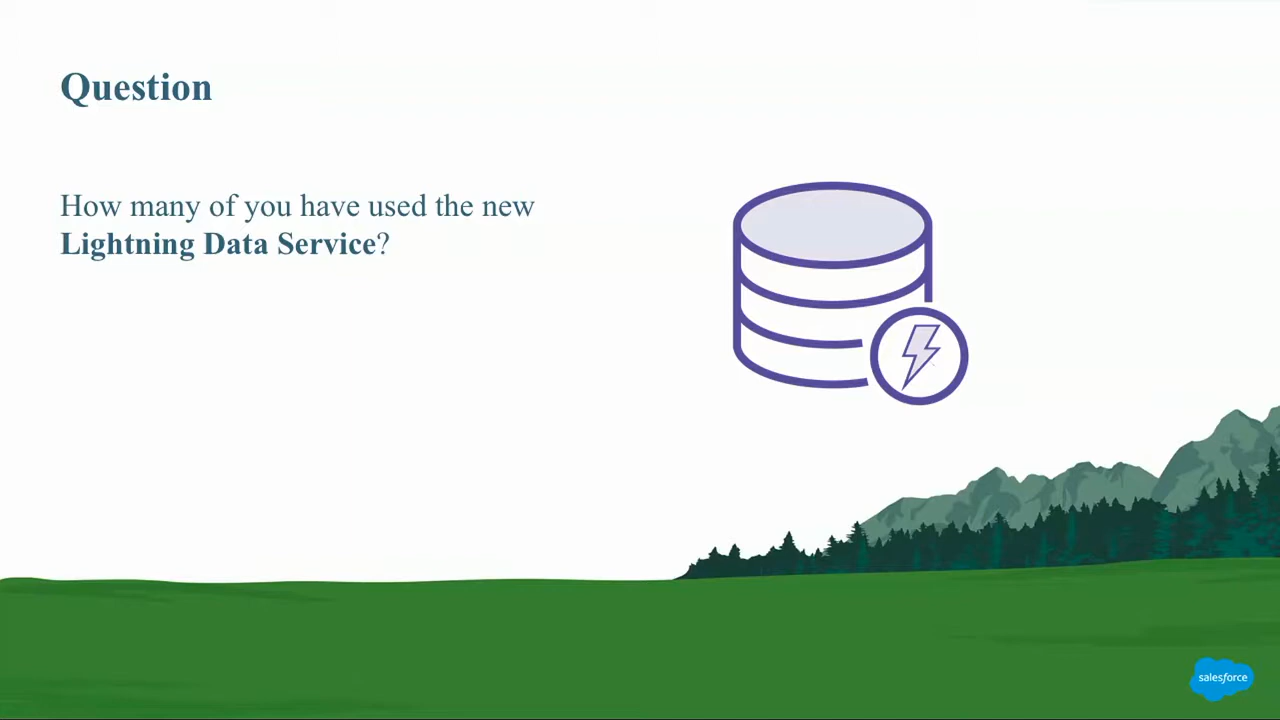 Question
How many of you have used the new
Lightning Data Service?
salesforce